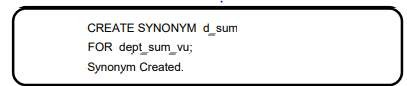 CREATE SYNONYM d_sum
FOR dept_sum_vu;
Synonym Created.